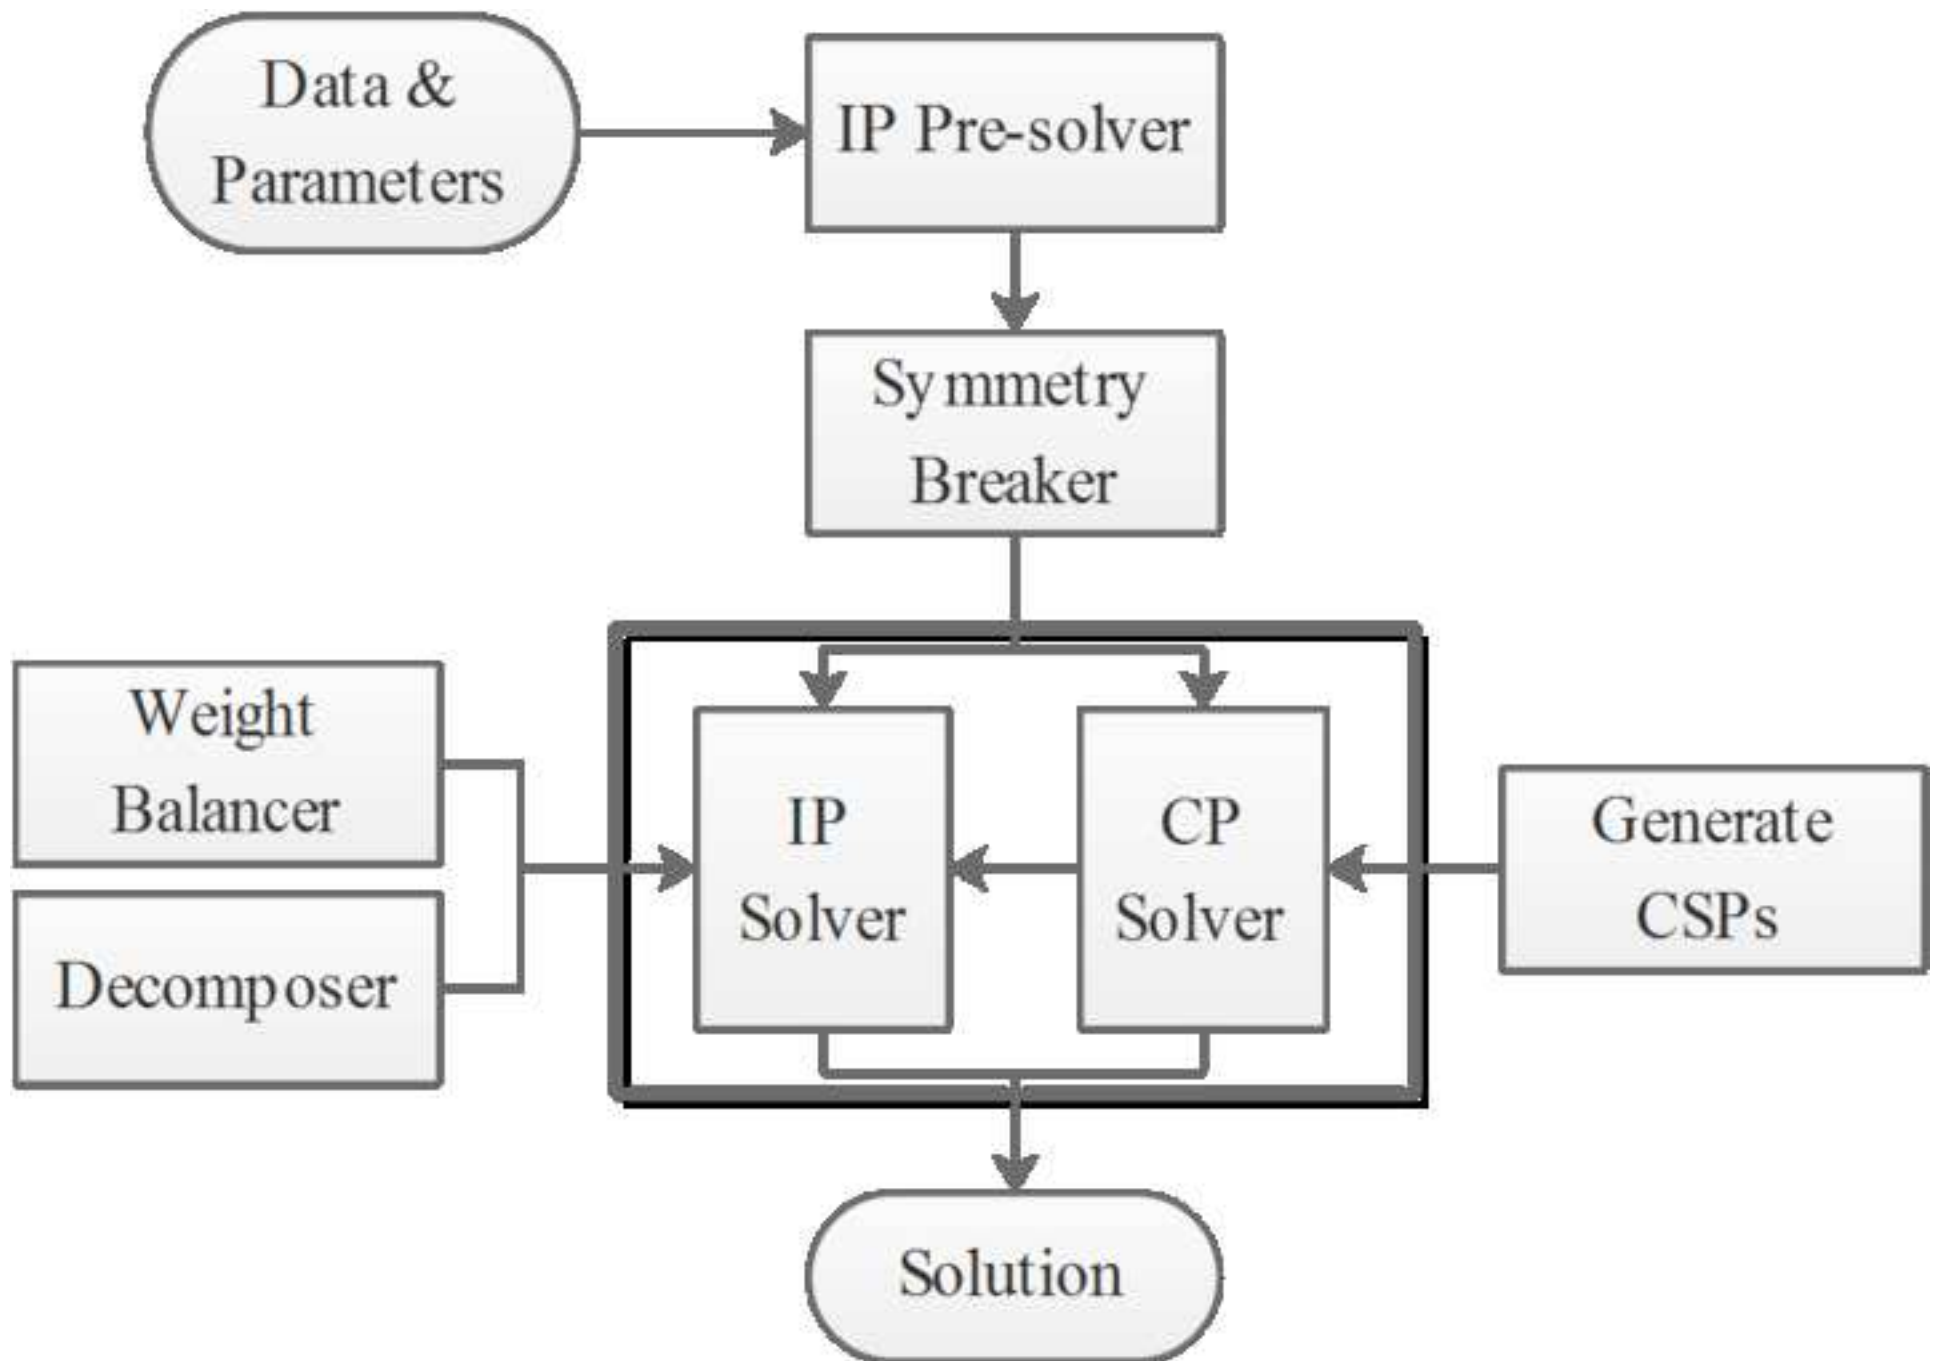 Data &
Parameters
IP Pre-solver
Symmetry
Breaker
Weight
Balancer
Decomposer
IP
Solver
CP
Solver
Generate
CSPs
Solution